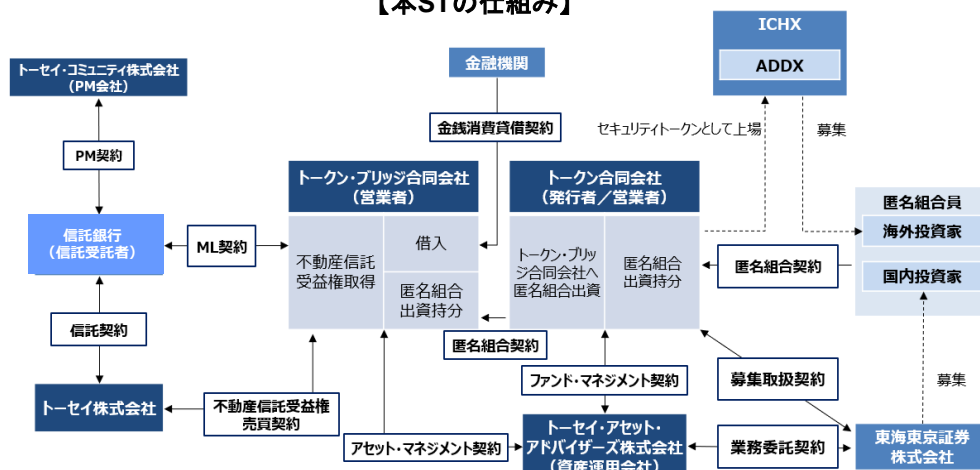 【本STの仕組み】
ICHX
ADDX
トーセイ・コミュニティ株式会社
（PM会社）
金融機関
金銭消費貸借契約
セキュリティトークンとして上場
募集
PM契約
トークン・ブリッジ合同会社
（営業者）
トークン合同会社
（発行者／営業者）
匿名組合員
海外投資家
国内投資家
信託銀行
（信託受託者）
ML契約
不動産信託
受益権取得
借入
匿名組合
出資持分
トークン・ブリッ
ジ合同会社へ
匿名組合出資
匿名組合
出資持分
匿名組合契約
信託契約
匿名組合契約
ファンド・マネジメント契約
募集取扱契約
募集
トーセイ株式会社
不動産信託受益権
売買契約
アセット・マネジメント契約
トーセイ・アセット・
アドバイザーズ株式会社
（資産運用会社）
業務委託契約
東海東京証券
株式会社